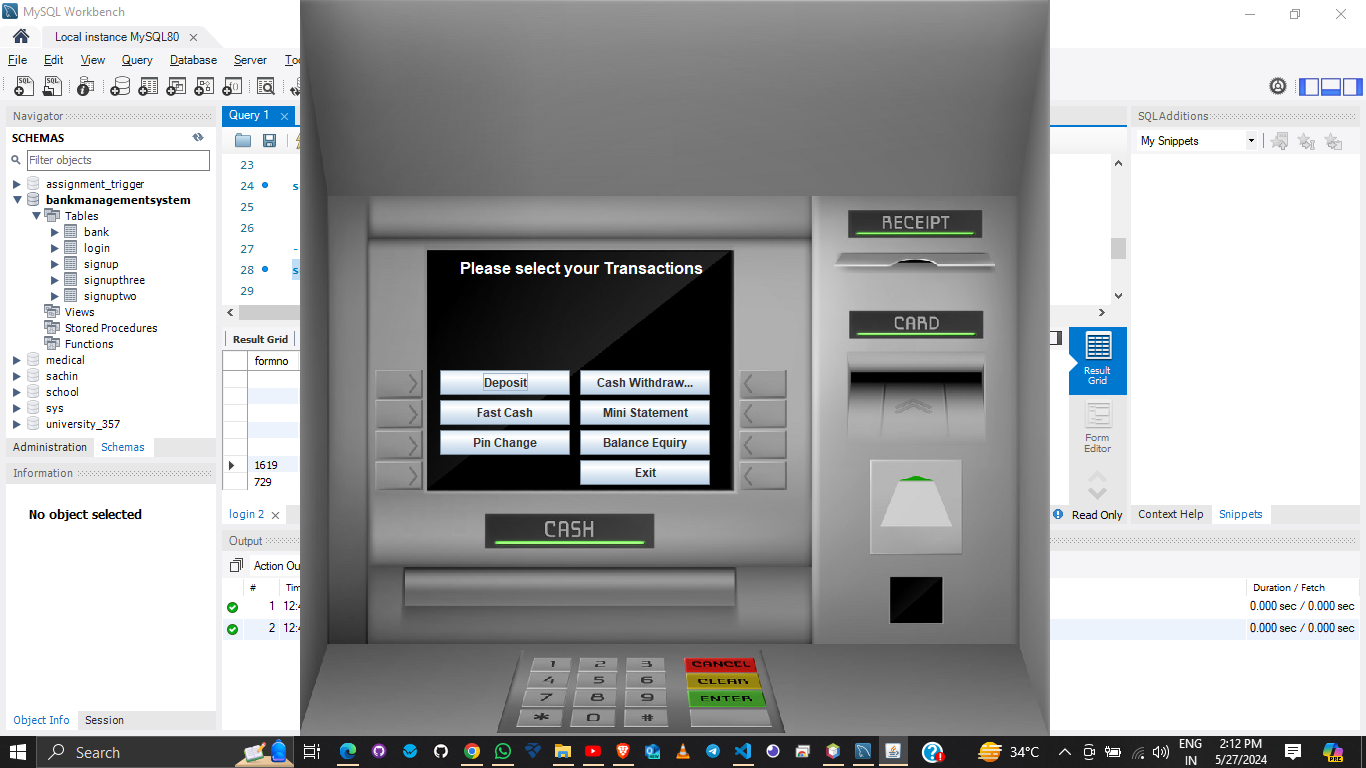 MySQL Workbench
Local instance MySQL80
File Edit View Query Database Server
Navigator
SCHEMAS
Filter objects
assignment_trigger
bankmanagementsystem
Tables
bank
login
signup
signupthree
signuptwo
Views
Stored Procedures
Functions
medical
sachin
school
sys
university_357
Administration Schemas
Information
No object selected
Object Info Session
Query 1
23
24 s
25
26
27 -
28 s
29
Result Grid
formno
1619
729
login 2
Output
Action Ou
# Tim
1 12:4
2 12:4
Please select your Transactions
Deposit Cash Withdraw...
Fast Cash Mini Statement
Pin Change Balance Equiry
Exit
CASH
RECEIPT
CARD
1 2 3 CANCEL
4 5 6 CLEAR
7 8 9 ENTER
* 0 #
Result
Grid
Form
Editor
Read Only
SQLAdditions
My Snippets
Context Help Snippets
Duration / Fetch
0.000 sec / 0.000 sec
0.000 sec / 0.000 sec
Search
34°C
ENG
IN
2:12 PM
5/27/2024